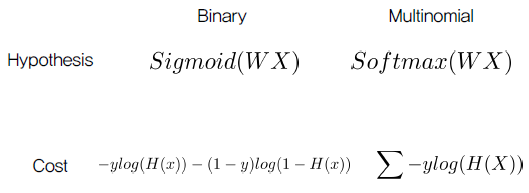 Binary Multinomial
Hypothesis Sigmoid(WX) Softmax(WX)
Cost -ylog(H(x)) - (1 - y)log(1 - H(x)) ∑ -ylog(H(X))